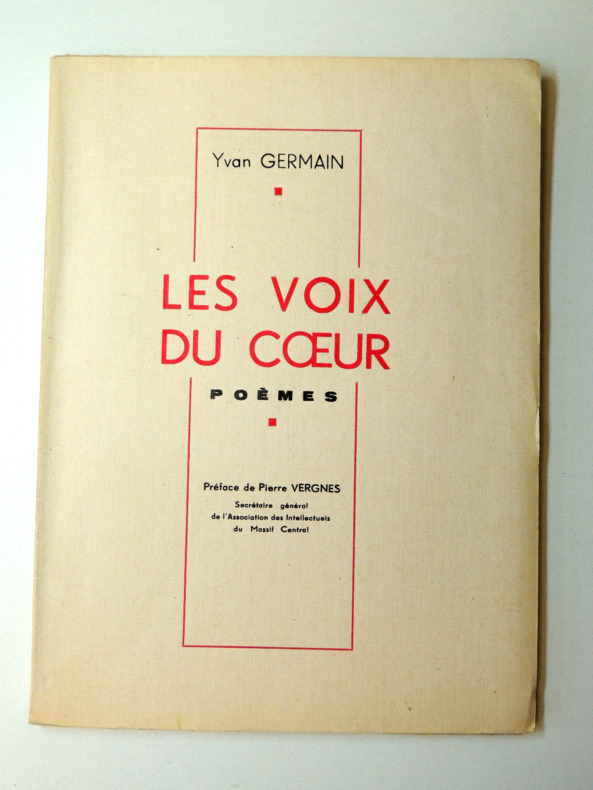 Yvan GERMAIN
LES VOIX
DU CŒUR
POÈMES
Préface de Pierre VERGNES
Secrétaire général
de l'Association des Intellectuels
du Massif Central